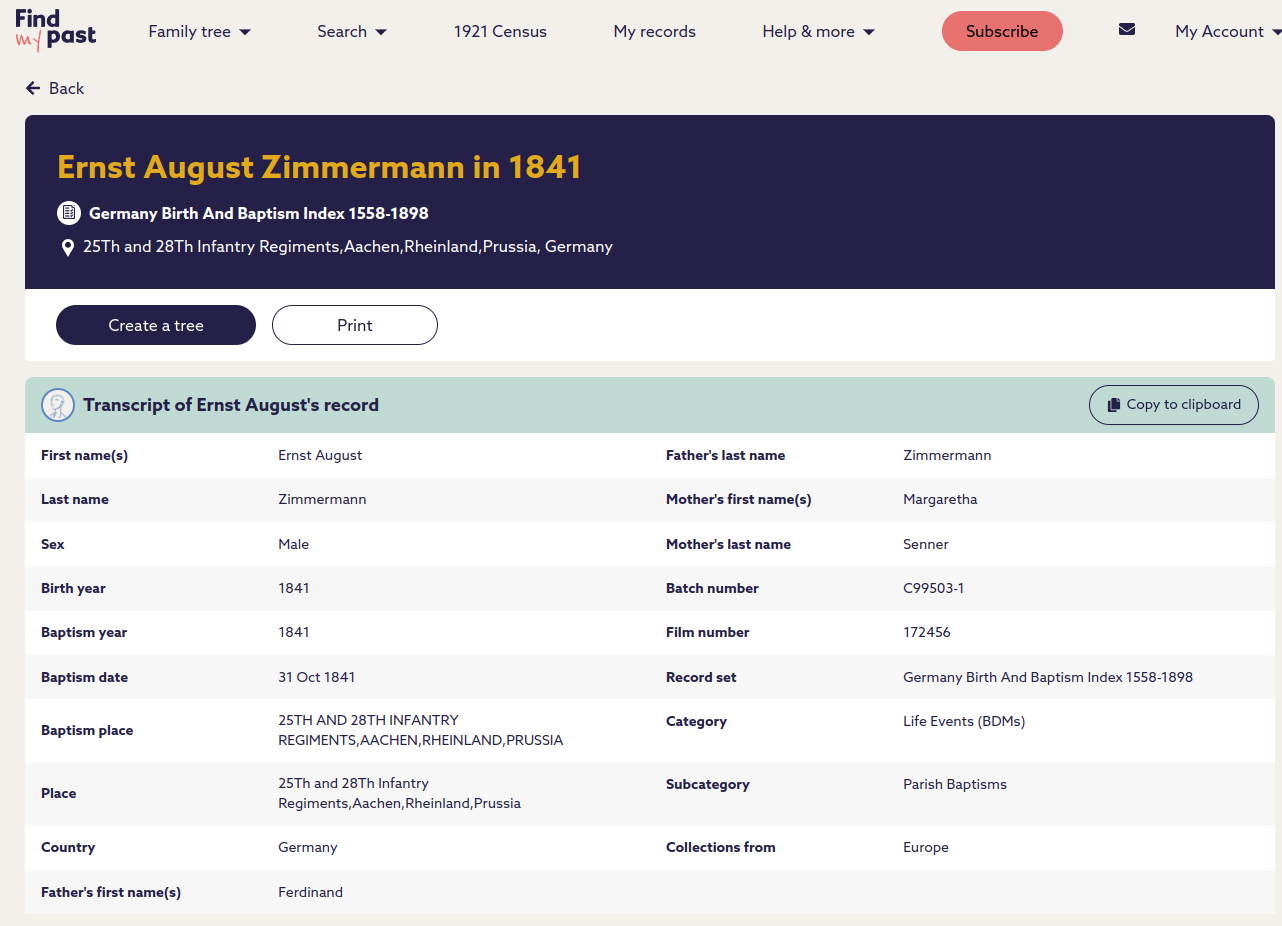 Find my past
Family tree
Search
1921 Census
My records
Help & more
Subscribe
My Account
Back
Ernst August Zimmermann in 1841
Germany Birth And Baptism Index 1558-1898
25Th and 28Th Infantry Regiments,Aachen,Rheinland,Prussia, Germany
Create a tree
Print
Transcript of Ernst August's record
Copy to clipboard
First name(s) Ernst August
Father's last name Zimmermann
Last name Zimmermann
Mother's first name(s) Margaretha
Sex Male
Mother's last name Senner
Birth year 1841
Batch number C99503-1
Baptism year 1841
Film number 172456
Baptism date 31 Oct 1841
Record set Germany Birth And Baptism Index 1558-1898
Baptism place 25TH AND 28TH INFANTRY
REGIMENTS,AACHEN,RHEINLAND,PRUSSIA
Category Life Events (BDMs)
Place 25Th and 28Th Infantry
Regiments,Aachen,Rheinland,Prussia
Subcategory Parish Baptisms
Country Germany
Collections from Europe
Father's first name(s) Ferdinand